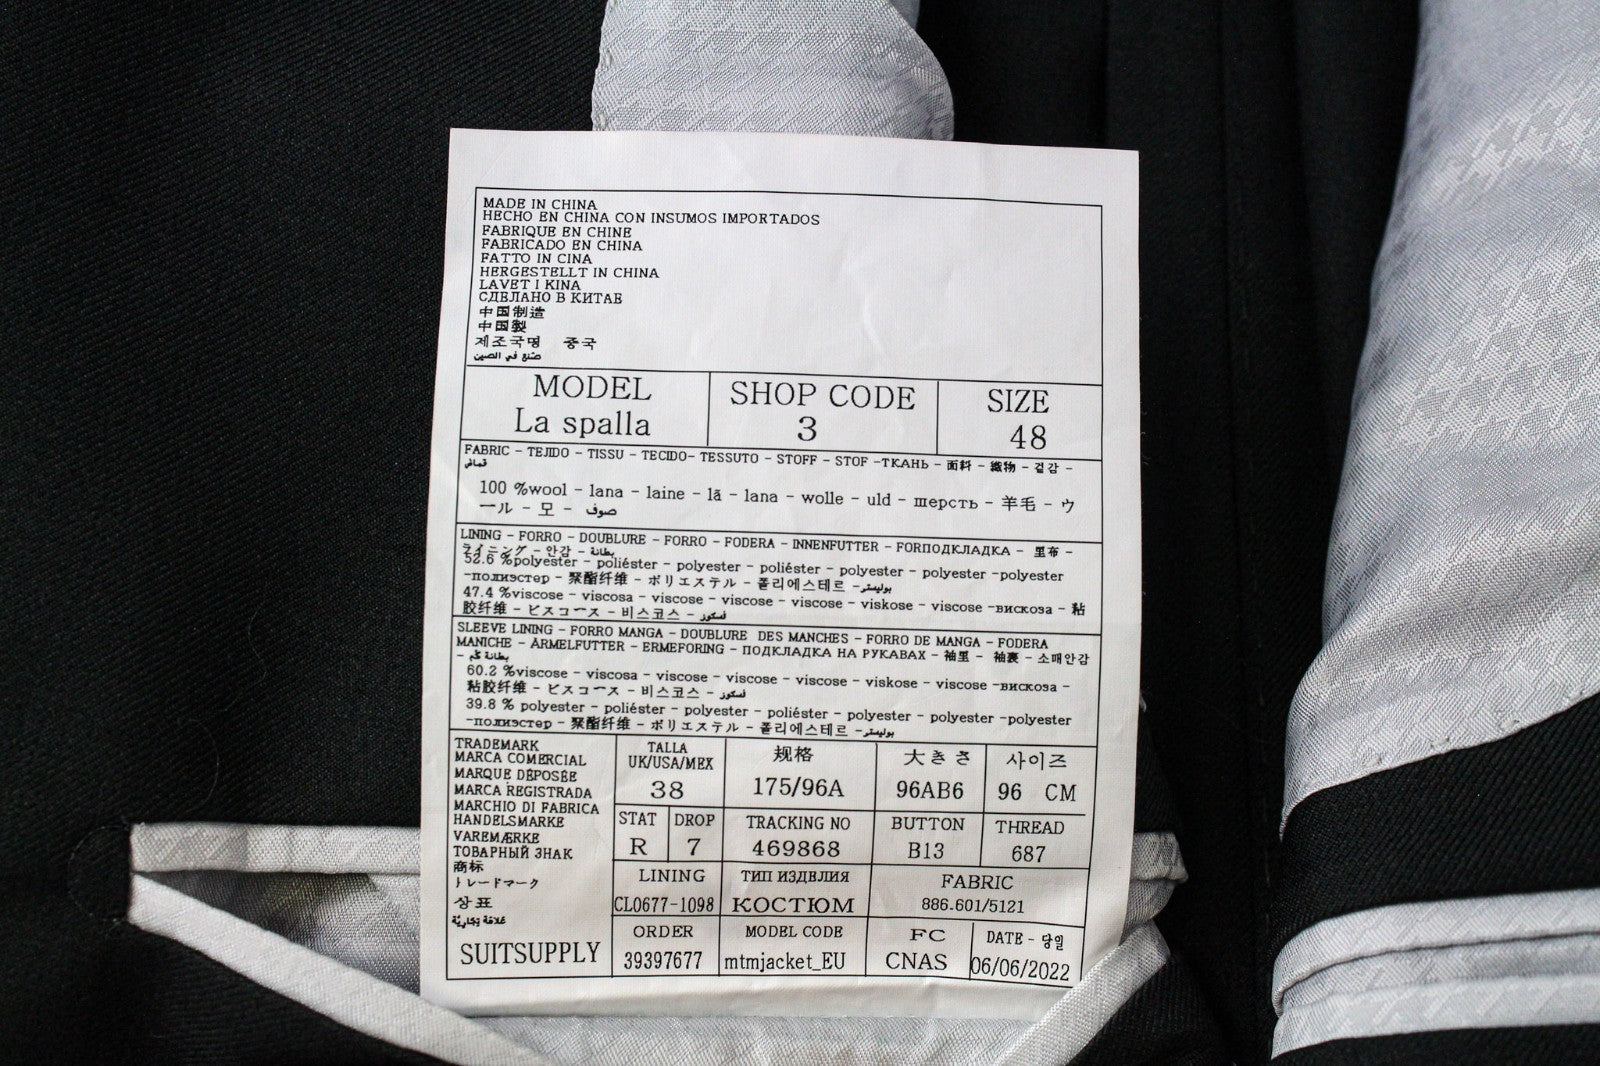 MADE IN CHINA
HECHO EN CHINA CON INSUMOS IMPORTADOS
FABRIQUE EN CHINE
FABRICADO EN CHINA
FATTO IN CINA
HERGESTELLT IN CHINA
LAVET I KINA
СДЕЛАНО В КИТАЕ
中国制造
中国製
제조국명 중국
صنع في الصين
MODEL SHOP CODE SIZE
La spalla 3 48
FABRIC - TEJIDO - TISSU - TECIDO- TESSUTO - STOFF - STOF -ТКАНЬ - 面料 - 織物 - 겉감 -
قماش
100 %wool - lana - laine - lã - lana - wolle - uld - шерсть - 羊毛 - ウ
ール - 모 - صوف
LINING - FORRO - DOUBLURE - FORRO - FODERA - INNENFUTTER - FORПОДКЛАДКА - 里布 -
ライニング - 안감 - بطانة
52.6 %polyester - poliéster - polyester - poliéster - polyester - polyester - polyester -polyester
-полиэстер - 聚酯纤维 - ポリエステル - 폴리에스테르 -بوليستر
47.4 %viscose - viscosa - viscose - viscose - viscose - viskose - viscose -вискоза - 粘
胶纤维 - ビスコース - 비스코스 - فسكوز
SLEEVE LINING - FORRO MANGA - DOUBLURE DES MANCHES - FORRO DE MANGA - FODERA
MANICHE - ÄRMELFUTTER - ERMEFORING - ПОДКЛАДКА НА РУКАВАХ - 袖里 - 袖裏 - 소매안감
- بطانة كم
60.2 %viscose - viscosa - viscose - viscose - viscose - viskose - viscose -вискоза -
粘胶纤维 - ビスコース - 비스코스 - فسكوز
39.8 % polyester - poliéster - polyester - poliéster - polyester - polyester -polyester
-полиэстер - 聚酯纤维 - ポリエステル - 폴리에스테르 -بوليستر
TRADEMARK
MARCA COMERCIAL
MARQUE DÉPOSÉE
MARCA REGISTRADA
MARCHIO DI FABRICA
HANDELSMARKE
VAREMÆRKE
ТОВАРНЫЙ ЗНАК
商标
トレードマーク
상표
علامة تجارية
SUITSUPPLY
TALLA
UK/USA/MEX
38
规格
175/96A
大きさ
96AB6
사이즈
96 CM
STAT DROP TRACKING NO BUTTON THREAD
R 7 469868 B13 687
LINING ТИП ИЗДЕЛИЯ FABRIC
CL0677-1098 КОСТЮМ 886.601/5121
ORDER MODEL CODE FC DATE - 당일
39397677 mtmjacket_EU CNAS 06/06/2022